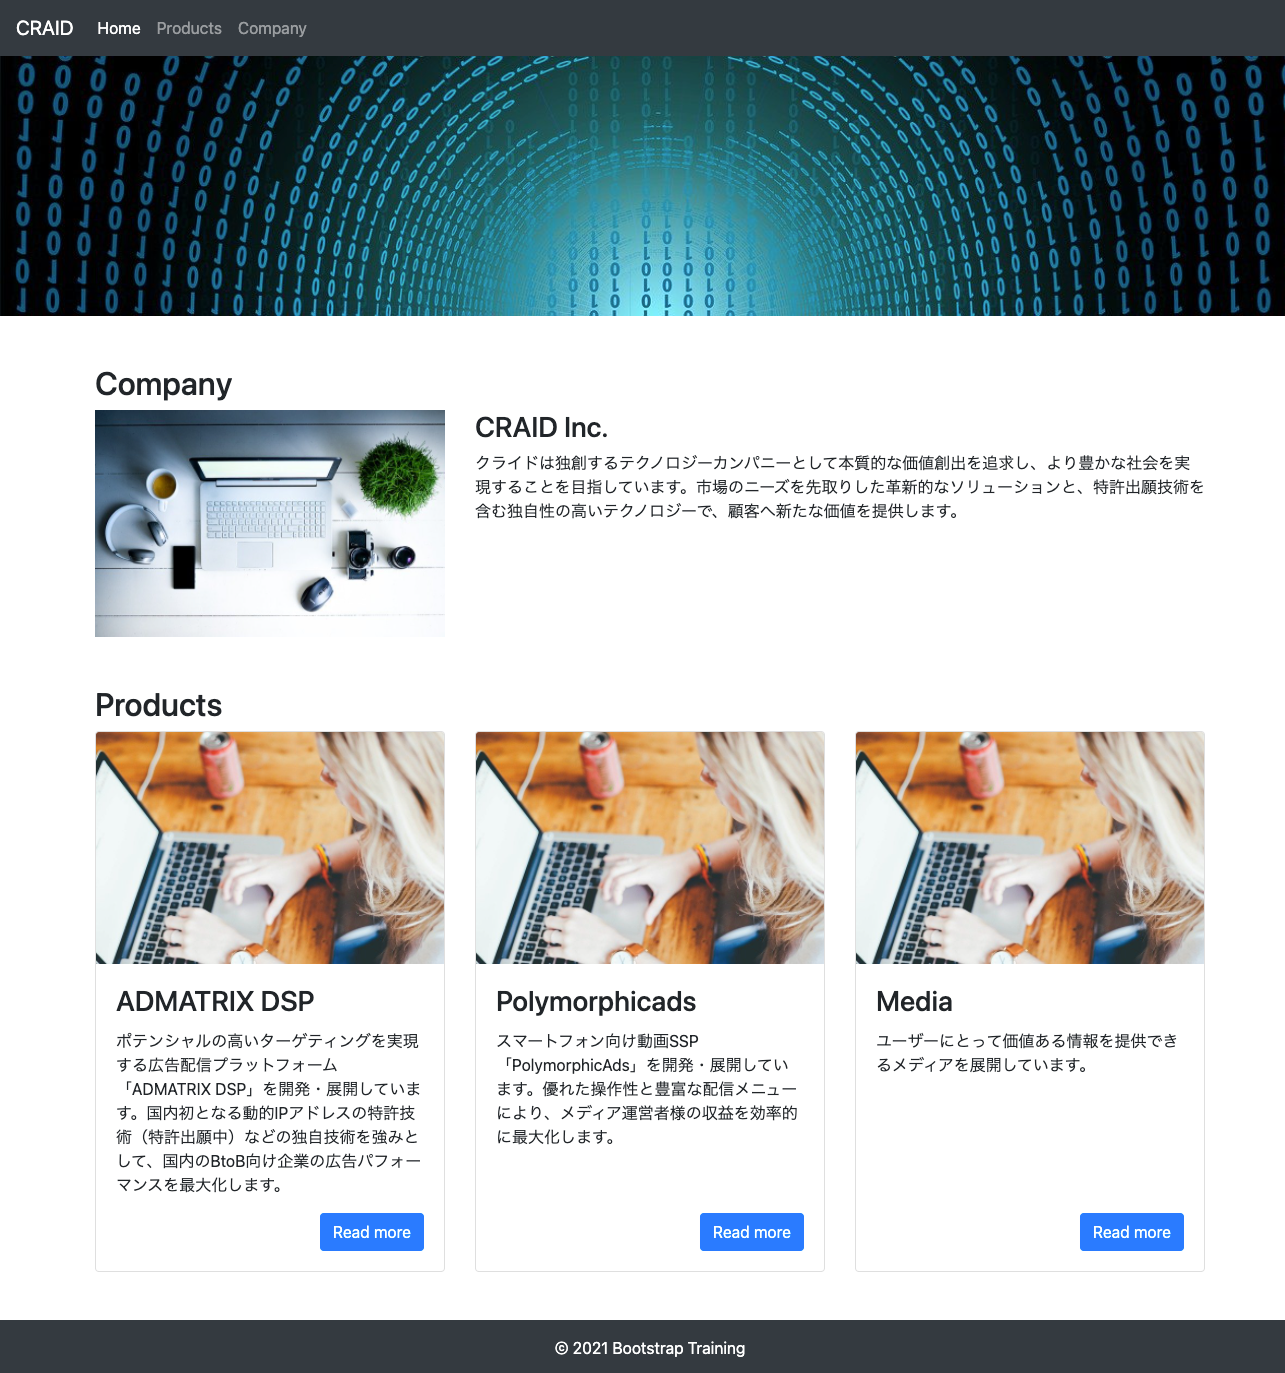 CRAID Home Products Company
Company
CRAID Inc.
クライドは独創するテクノロジーカンパニーとして本質的な価値創出を追求し、より豊かな社会を実
現することを目指しています。市場のニーズを先取りした革新的なソリューションと、特許出願技術を
含む独自性の高いテクノロジーで、顧客へ新たな価値を提供します。
Products
ADMATRIX DSP
ポテンシャルの高いターゲティングを実現
する広告配信プラットフォーム
「ADMATRIX DSP」を開発・展開していま
す。国内初となる動的IPアドレスの特許技
術（特許出願中）などの独自技術を強みと
して、国内のBtoB向け企業の広告パフォー
マンスを最大化します。
Read more
Polymorphicads
スマートフォン向け動画SSP
「PolymorphicAds」を開発・展開してい
ます。優れた操作性と豊富な配信メニュー
により、メディア運営者様の収益を効率的
に最大化します。
Read more
Media
ユーザーにとって価値ある情報を提供でき
るメディアを展開しています。
Read more
© 2021 Bootstrap Training